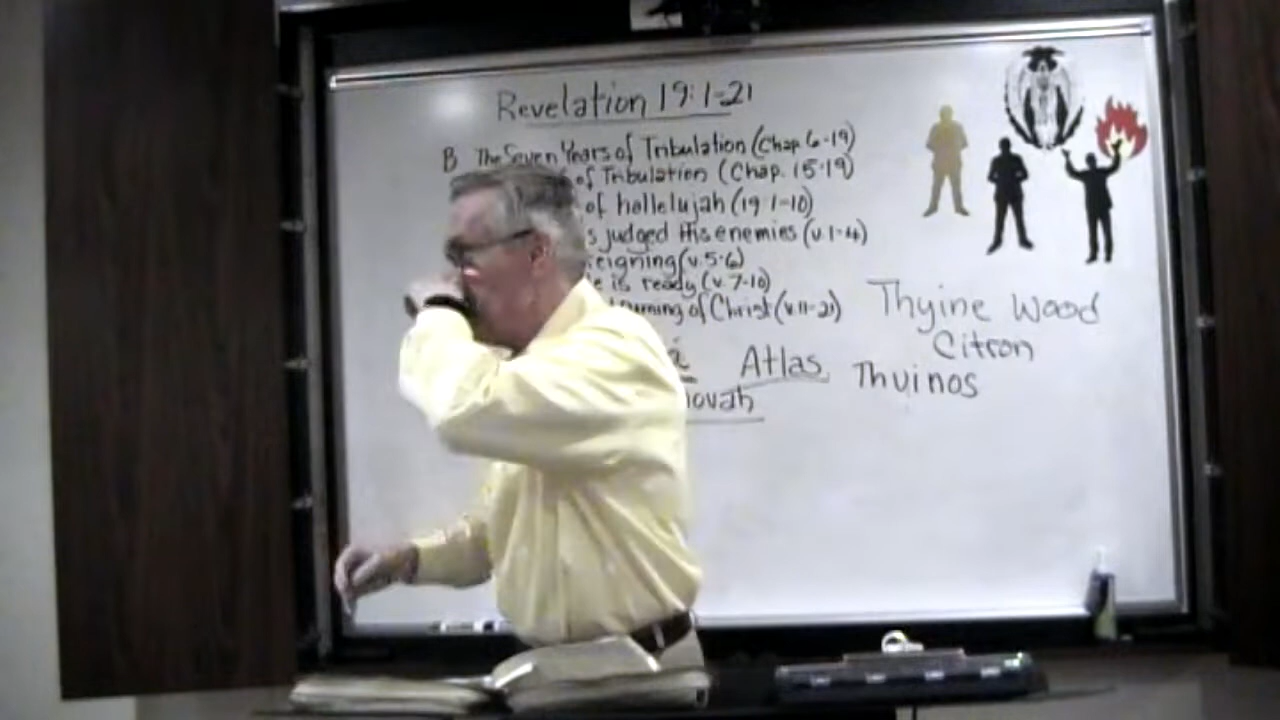 Revelation 19:1-21
B The Seven Years of Tribulation (Chap. 6-19)
of Tribulation (Chap. 15-19)
of hollelujah (19:1-10)
judged His enemies (v.1-4)
(v.5-6)
is ready (v.7-10)
of Christ (v.11-21)
Thyine Wood
Citron
Atlas
Thuinos